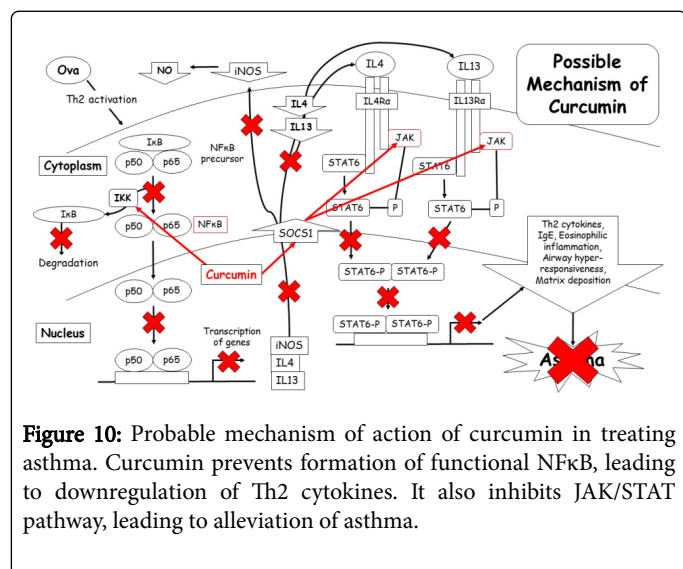 Possible
Mechanism of
Curcumin
Ova
Th2 activation
NO
iNOS
IL4
IL13
IL4
IL4Ra
IL13
IL13Ra
JAK
JAK
Cytoplasm
IκB
p50 p65
NFκB
precursor
IKK
IκB
Degradation
p50 p65
NFκB
Curcumin
SOCS1
STAT6
STAT6 P
STAT6
STAT6 P
STAT6-P STAT6-P
STAT6-P STAT6-P
Th2 cytokines,
IgE, Eosinophilic
inflammation,
Airway hyper-
responsiveness,
Matrix deposition
Nucleus
p50 p65
p50 p65
Transcription
of genes
iNOS
IL4
IL13
Figure 10: Probable mechanism of action of curcumin in treating
asthma. Curcumin prevents formation of functional NFκB, leading
to downregulation of Th2 cytokines. It also inhibits JAK/STAT
pathway, leading to alleviation of asthma.